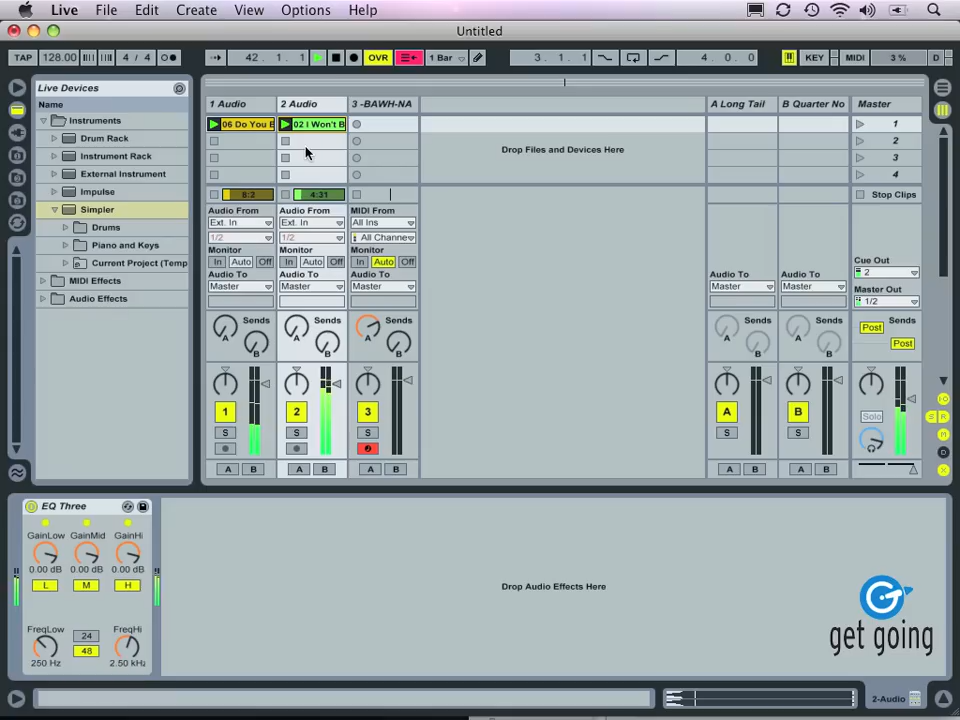 Live File Edit Create View Options Help
Untitled
TAP 128.00 4 / 4 42. 1. 1 OVR 1 Bar 3. 1. 1 4. 0. 0 KEY MIDI 3 % D
Live Devices
Name
Instruments
Drum Rack
Instrument Rack
External Instrument
Impulse
Simpler
Drums
Piano and Keys
Current Project (Temp
MIDI Effects
Audio Effects
1 Audio 2 Audio 3 -BAWH-NA A Long Tail B Quarter No Master
06 Do You E 02 I Won't B 1
2
3
4
Drop Files and Devices Here
8:2 4:31 Stop Clips
Audio From Audio From MIDI From
Ext. In Ext. In All Ins
1/2 1/2 All Channe
Monitor Monitor Monitor
In Auto Off In Auto Off In Auto Off
Audio To Audio To Audio To Audio To Audio To
Master Master Master Master Master
Cue Out
2
Master Out
1/2
Sends Sends Sends Sends Sends Sends
A A A A A Post
B B B B B Post
1 2 3 A B Solo
S S S S S
A B A B A B A B A B
EQ Three
GainLow GainMid GainHi
0.00 dB 0.00 dB 0.00 dB
L M H
FreqLow 24 FreqHi
250 Hz 48 2.50 kHz
Drop Audio Effects Here
get going
2-Audio